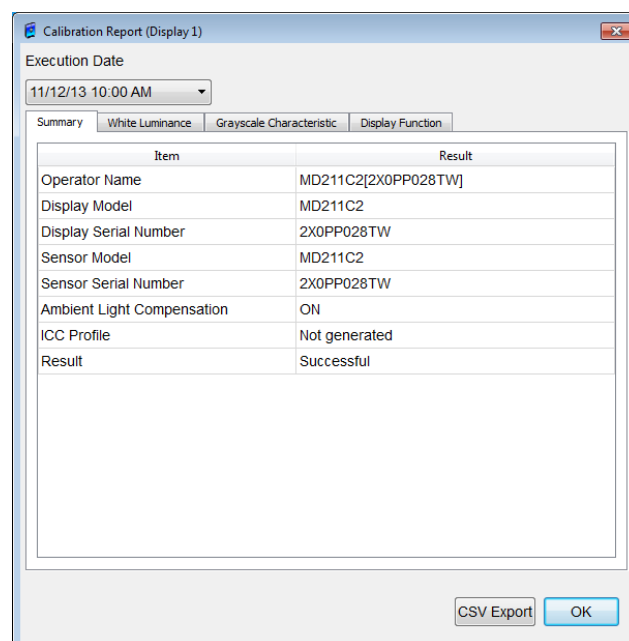 Calibration Report (Display 1)
Execution Date
11/12/13 10:00 AM
Summary White Luminance Grayscale Characteristic Display Function
Item Result
Operator Name MD211C2[2X0PP028TW]
Display Model MD211C2
Display Serial Number 2X0PP028TW
Sensor Model MD211C2
Sensor Serial Number 2X0PP028TW
Ambient Light Compensation ON
ICC Profile Not generated
Result Successful
CSV Export OK